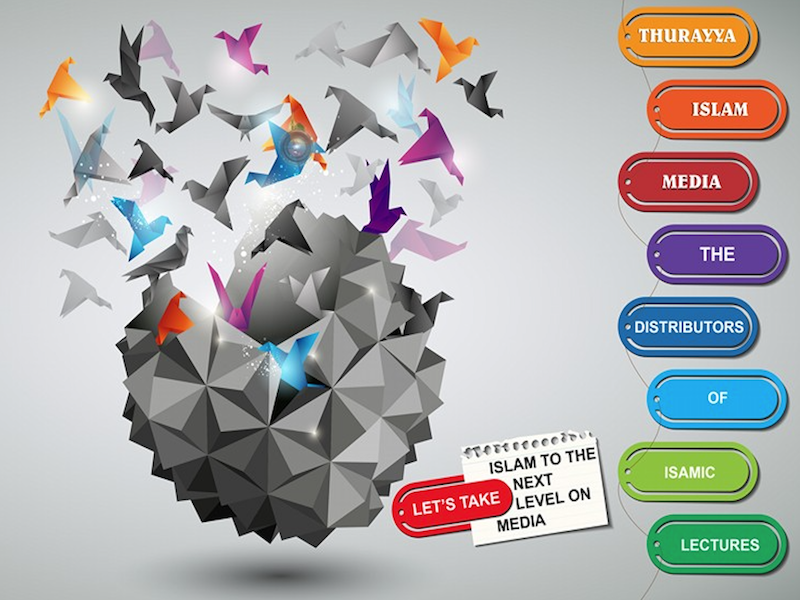 THURAYYA
ISLAM
MEDIA
THE
DISTRIBUTORS
OF
ISAMIC
LECTURES
LET'S TAKE
ISLAM TO THE
NEXT
LEVEL ON
MEDIA